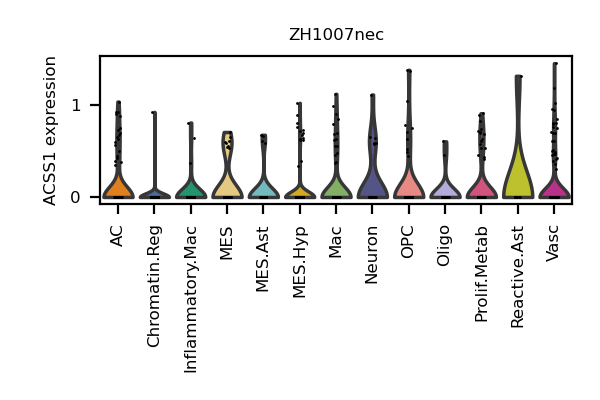 ZH1007nec
ACSS1 expression
1
0
AC
Chromatin.Reg
Inflammatory.Mac
MES
MES.Ast
MES.Hyp
Mac
Neuron
OPC
Oligo
Prolif.Metab
Reactive.Ast
Vasc